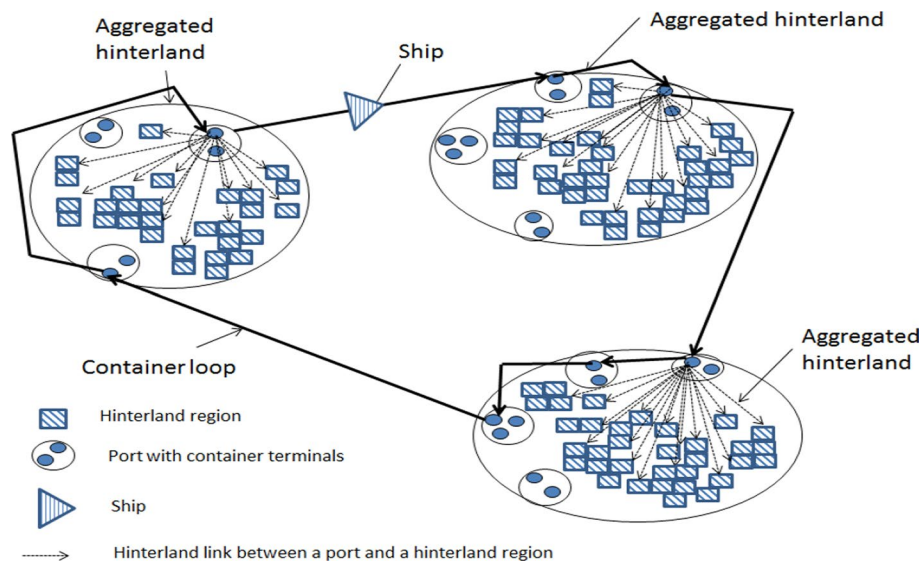 Aggregated
hinterland
Ship
Aggregated hinterland
Aggregated
hinterland
Container loop
Hinterland region
Port with container terminals
Ship
Hinterland link between a port and a hinterland region